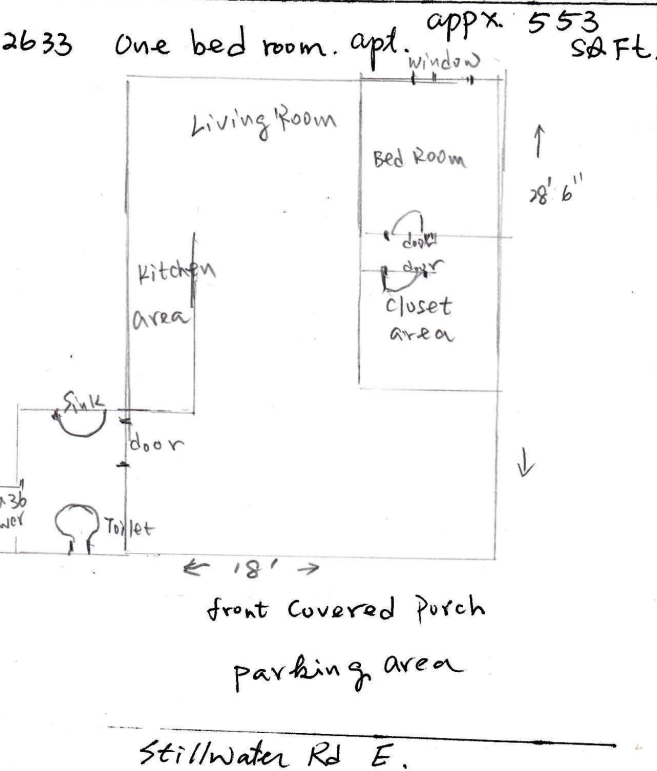 2633 One bed room. apt. appx. 553
SQ Ft.
window
Living Room
Bed Room
28' 6"
door
door
Kitchen
area
Closet
area
Sink
door
Toilet
18'
front Covered Porch
parking area
Stillwater Rd E.